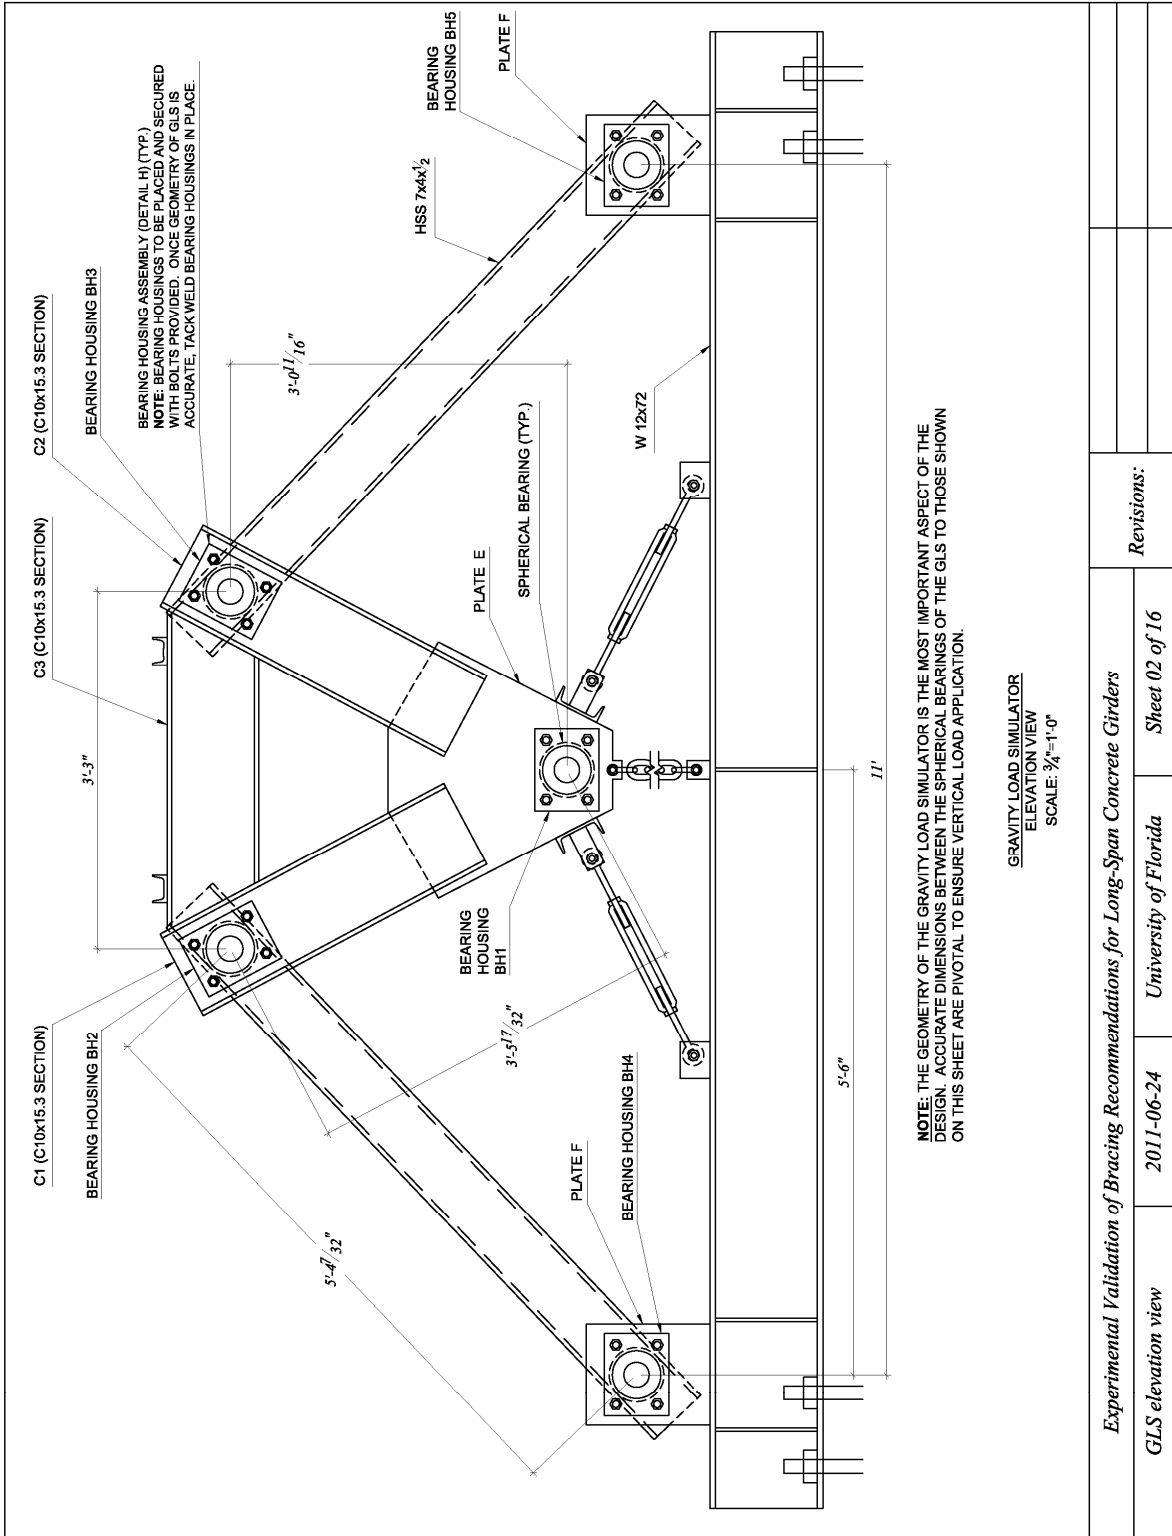 C1 (C10x15.3 SECTION)
BEARING HOUSING BH2
C3 (C10x15.3 SECTION)
C2 (C10x15.3 SECTION)
BEARING HOUSING BH3
BEARING HOUSING ASSEMBLY (DETAIL H) (TYP.)
NOTE: BEARING HOUSINGS TO BE PLACED AND SECURED
WITH BOLTS PROVIDED. ONCE GEOMETRY OF GLS IS
ACCURATE, TACK WELD BEARING HOUSINGS IN PLACE.
3'-3"
3'-0 11/16"
HSS 7x4x1/2
BEARING
HOUSING BH5
PLATE F
5'-4 7/32"
3'-5 17/32"
BEARING
HOUSING
BH1
PLATE E
SPHERICAL BEARING (TYP.)
PLATE F
BEARING HOUSING BH4
W 12x72
5'-6"
11'
NOTE: THE GEOMETRY OF THE GRAVITY LOAD SIMULATOR IS THE MOST IMPORTANT ASPECT OF THE
DESIGN. ACCURATE DIMENSIONS BETWEEN THE SPHERICAL BEARINGS OF THE GLS TO THOSE SHOWN
ON THIS SHEET ARE PIVOTAL TO ENSURE VERTICAL LOAD APPLICATION.
GRAVITY LOAD SIMULATOR
ELEVATION VIEW
SCALE: 3/4"=1'-0"
Experimental Validation of Bracing Recommendations for Long-Span Concrete Girders
Revisions:
GLS elevation view
2011-06-24
University of Florida
Sheet 02 of 16